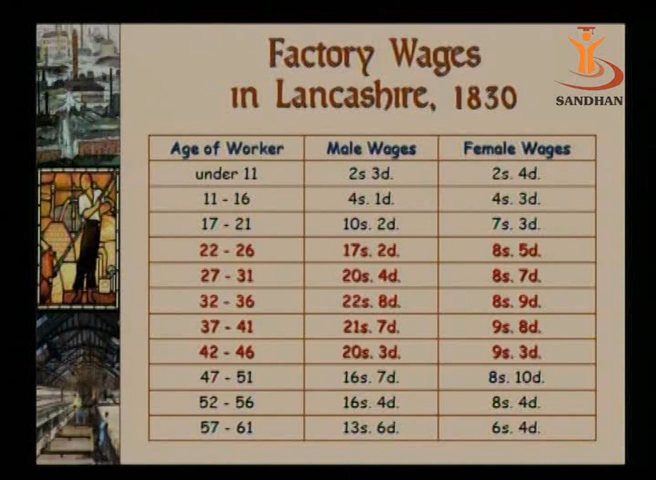 Factory Wages
in Lancashire, 1830
SANDHAN
Age of Worker Male Wages Female Wages
under 11 2s 3d. 2s. 4d.
11 - 16 4s. 1d. 4s. 3d.
17 - 21 10s. 2d. 7s. 3d.
22 - 26 17s. 2d. 8s. 5d.
27 - 31 20s. 4d. 8s. 7d.
32 - 36 22s. 8d. 8s. 9d.
37 - 41 21s. 7d. 9s. 8d.
42 - 46 20s. 3d. 9s. 3d.
47 - 51 16s. 7d. 8s. 10d.
52 - 56 16s. 4d. 8s. 4d.
57 - 61 13s. 6d. 6s. 4d.